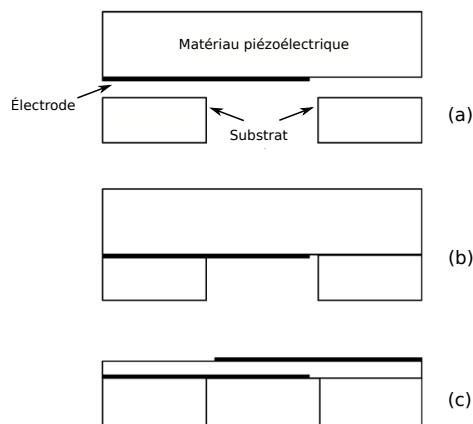 Matériau piézoélectrique
Électrode
Substrat
(a)
(b)
(c)